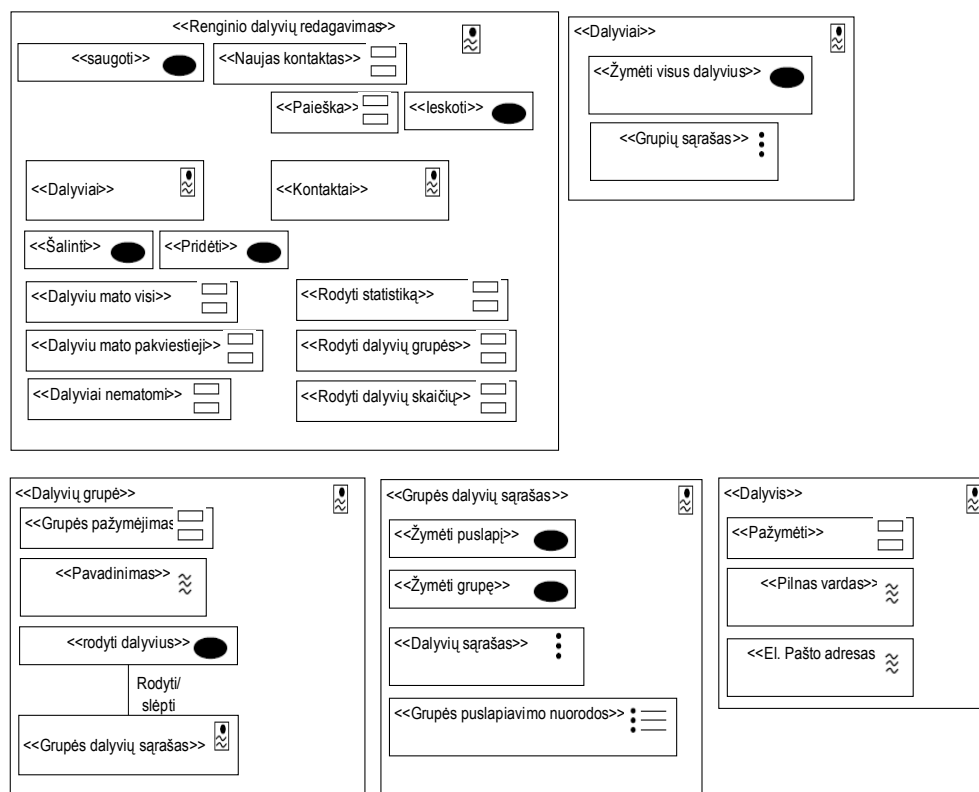 <<Renginio dalyvių redagavimas>>
<<saugoti>>
<<Naujas kontaktas>>
<<Paieška>>
<<Ieskoti>>
<<Dalyviai>>
<<Kontaktai>>
<<Šalinti>>
<<Pridėti>>
<<Dalyviu mato visi>>
<<Rodyti statistiką>>
<<Dalyviu mato pakviestieji>>
<<Rodyti dalyvių grupės>>
<<Dalyviai nematomi>>
<<Rodyti dalyvių skaičių>>
<<Dalyviai>>
<<Žymėti visus dalyvius>>
<<Grupių sąrašas>>
<<Dalyvių grupė>>
<<Grupės pažymėjimas
<<Pavadinimas>>
<<rodyti dalyvius>>
Rodyti/
slėpti
<<Grupės dalyvių sąrašas>>
<<Grupės dalyvių sąrašas>>
<<Žymėti puslapį>>
<<Žymėti grupę>>
<<Dalyvių sąrašas>>
<<Grupės puslapiavimo nuorodos>>
<<Dalyvis>>
<<Pažymėti>>
<<Pilnas vardas>>
<<El. Pašto adresas